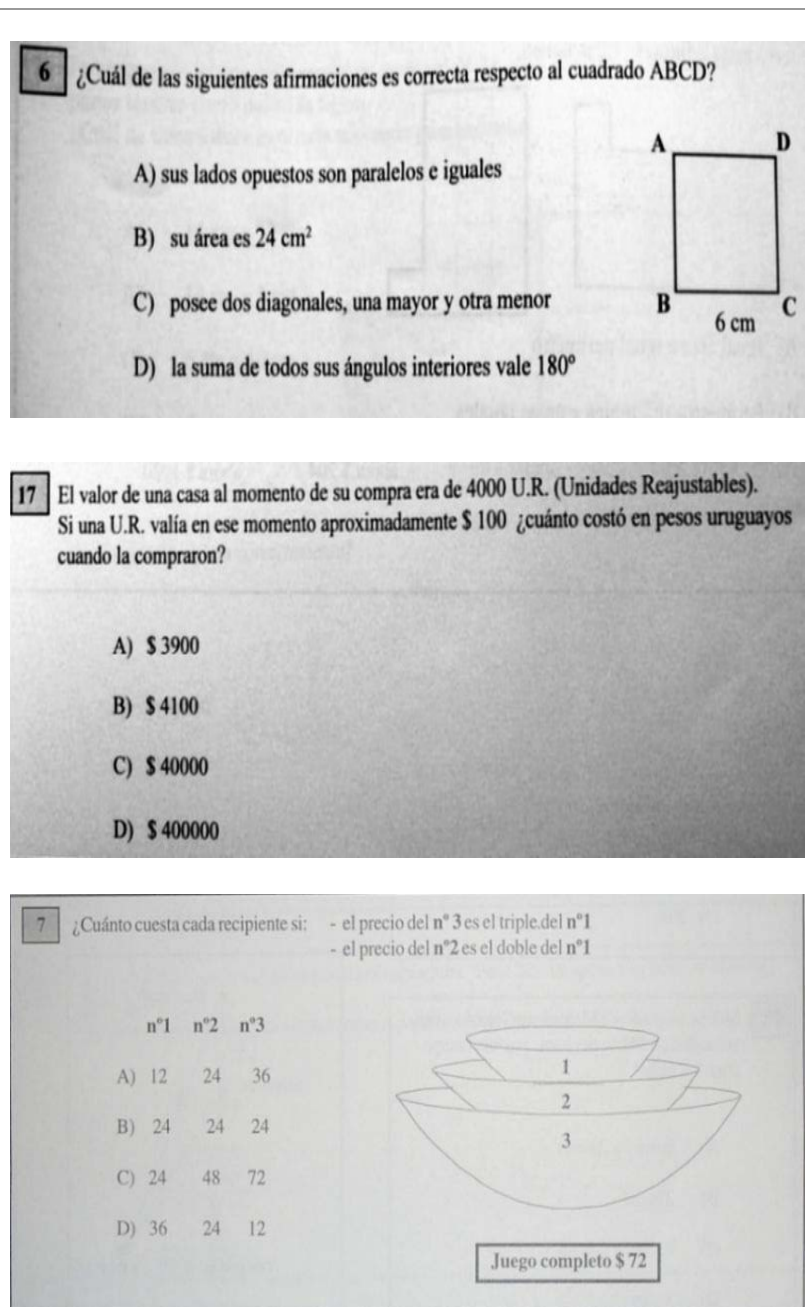 6 ¿Cuál de las siguientes afirmaciones es correcta respecto al cuadrado ABCD?
A D
A) sus lados opuestos son paralelos e iguales
B) su área es 24 cm²
C) posee dos diagonales, una mayor y otra menor
B C
6 cm
D) la suma de todos sus ángulos interiores vale 180º
17 El valor de una casa al momento de su compra era de 4000 U.R. (Unidades Reajustables).
Si una U.R. valía en ese momento aproximadamente $ 100 ¿cuánto costó en pesos uruguayos
cuando la compraron?
A) $ 3900
B) $ 4100
C) $ 40000
D) $ 400000
7 ¿Cuánto cuesta cada recipiente si: - el precio del nº 3 es el triple.del nº1
- el precio del nº2 es el doble del nº1
nº1 nº2 nº3
A) 12 24 36
B) 24 24 24
C) 24 48 72
D) 36 24 12
1
2
3
Juego completo $ 72